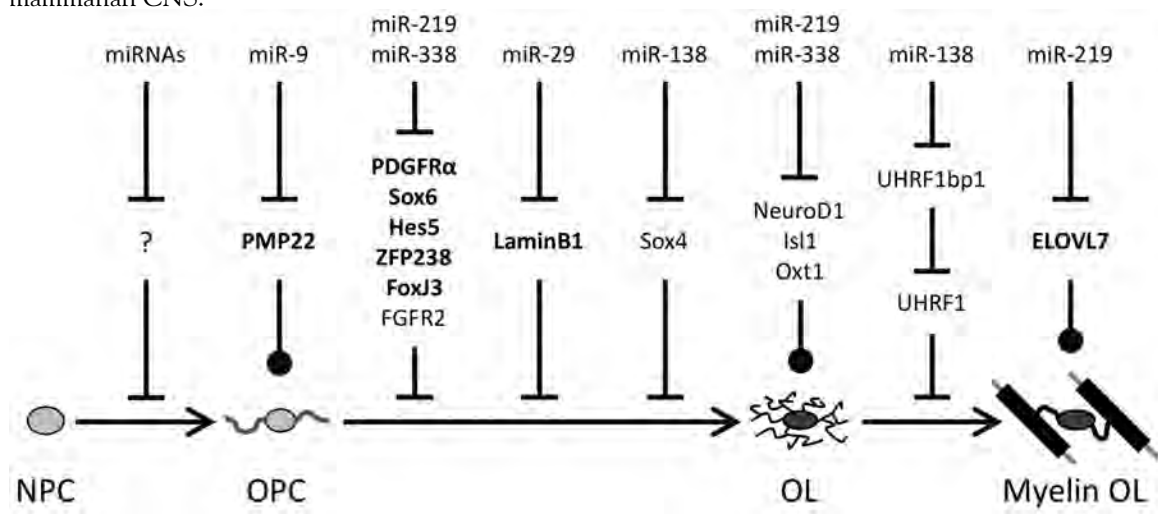 mammalian CNS.
miRNAs
miR-9
miR-219
miR-338
miR-29
miR-138
miR-219
miR-338
miR-138
miR-219
?
PMP22
PDGFRα
Sox6
Hes5
ZFP238
FoxJ3
FGFR2
LaminB1
Sox4
NeuroD1
Isl1
Oxt1
UHRF1bp1
UHRF1
ELOVL7
NPC
OPC
OL
Myelin OL